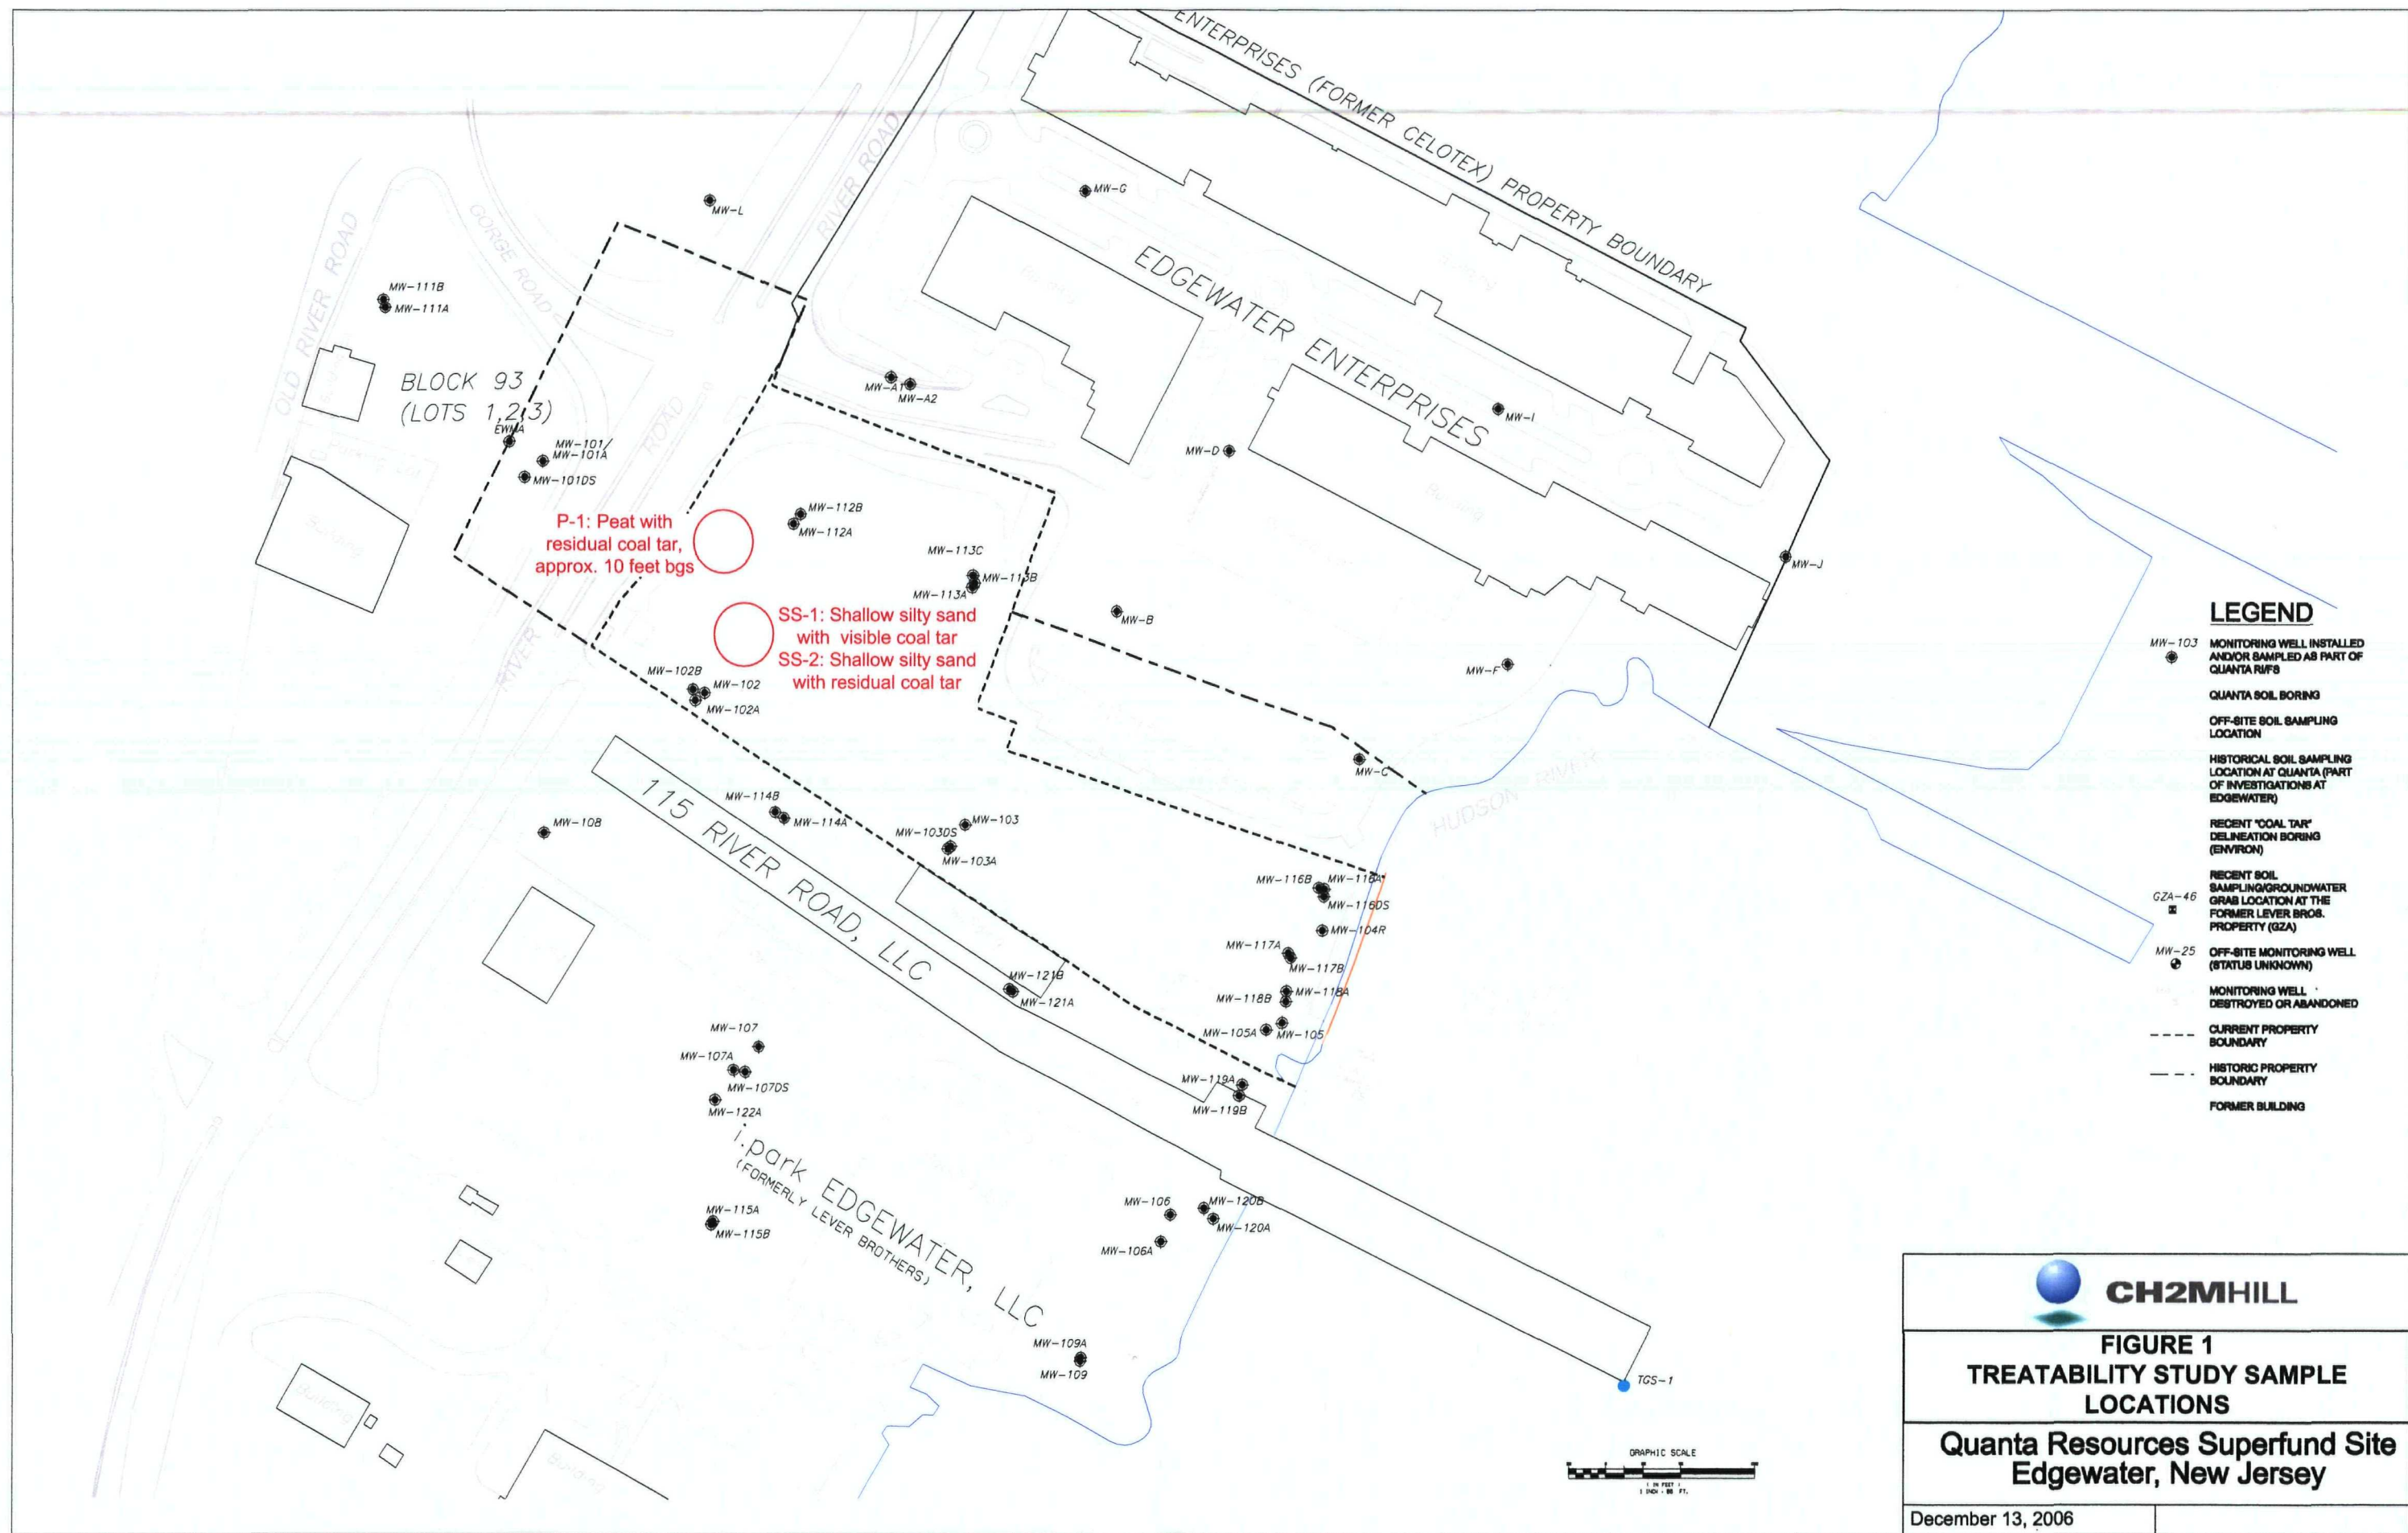 ENTERPRISES (FORMER CELOTEX) PROPERTY BOUNDARY
RIVER ROAD
MW-G
MW-L
OLD RIVER ROAD
GORGE ROAD
EDGEWATER ENTERPRISES
MW-111B
MW-111A
BLOCK 93
(LOTS 1,2,3)
EWMA
MW-101/
MW-101A
MW-101DS
ROAD
MW-A1
MW-A2
MW-I
MW-D
Building
Building
P-1: Peat with
residual coal tar,
approx. 10 feet bgs
MW-112B
MW-112A
MW-113C
MW-113B
MW-113A
MW-J
MW-B
MW-F
SS-1: Shallow silty sand
with visible coal tar
SS-2: Shallow silty sand
with residual coal tar
RIVER
MW-102B
MW-102
MW-102A
MW-C
HUDSON RIVER
115 RIVER ROAD, LLC
MW-114B
MW-114A
MW-108
MW-103
MW-103DS
MW-103A
MW-116B
MW-116A
MW-116DS
MW-104R
MW-117A
MW-117B
MW-118A
MW-118B
MW-105A
MW-105
MW-121B
MW-121A
MW-107
MW-107A
MW-107DS
MW-122A
MW-119A
MW-119B
i.park EDGEWATER, LLC
(FORMERLY LEVER BROTHERS)
MW-115A
MW-115B
MW-106
MW-120B
MW-120A
MW-106A
MW-109A
MW-109
Building
Building
TGS-1
GRAPHIC SCALE
( IN FEET )
LEGEND
MW-103 MONITORING WELL INSTALLED
AND/OR SAMPLED AS PART OF
QUANTA RI/FS
QUANTA SOIL BORING
OFF-SITE SOIL SAMPLING
LOCATION
HISTORICAL SOIL SAMPLING
LOCATION AT QUANTA (PART
OF INVESTIGATIONS AT
EDGEWATER)
RECENT "COAL TAR"
DELINEATION BORING
(ENVIRON)
RECENT SOIL
SAMPLING/GROUNDWATER
GZA-46 GRAB LOCATION AT THE
FORMER LEVER BROS.
PROPERTY (GZA)
MW-25 OFF-SITE MONITORING WELL
(STATUS UNKNOWN)
MONITORING WELL
DESTROYED OR ABANDONED
CURRENT PROPERTY
BOUNDARY
HISTORIC PROPERTY
BOUNDARY
FORMER BUILDING
CH2MHILL
FIGURE 1
TREATABILITY STUDY SAMPLE
LOCATIONS
Quanta Resources Superfund Site
Edgewater, New Jersey
December 13, 2006